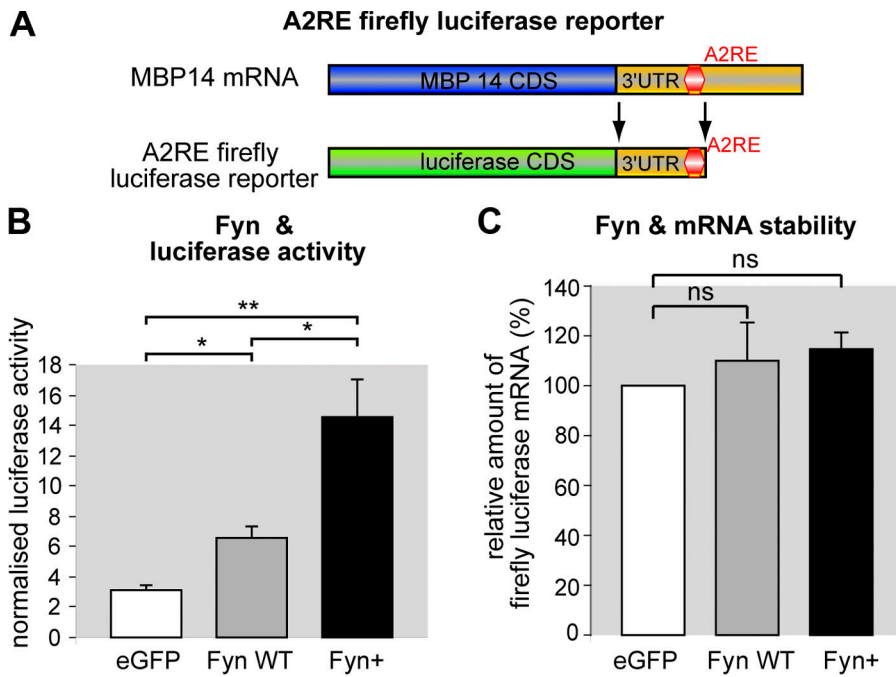 A
A2RE firefly luciferase reporter
MBP14 mRNA
MBP 14 CDS
3'UTR
A2RE
A2RE firefly
luciferase reporter
luciferase CDS
3'UTR
A2RE
B
Fyn &
luciferase activity
**
*
*
normalised luciferase activity
18
16
14
12
10
8
6
4
2
0
eGFP
Fyn WT
Fyn+
C
Fyn & mRNA stability
ns
ns
relative amount of
firefly luciferase mRNA (%)
140
120
100
80
60
40
20
0
eGFP
Fyn WT
Fyn+